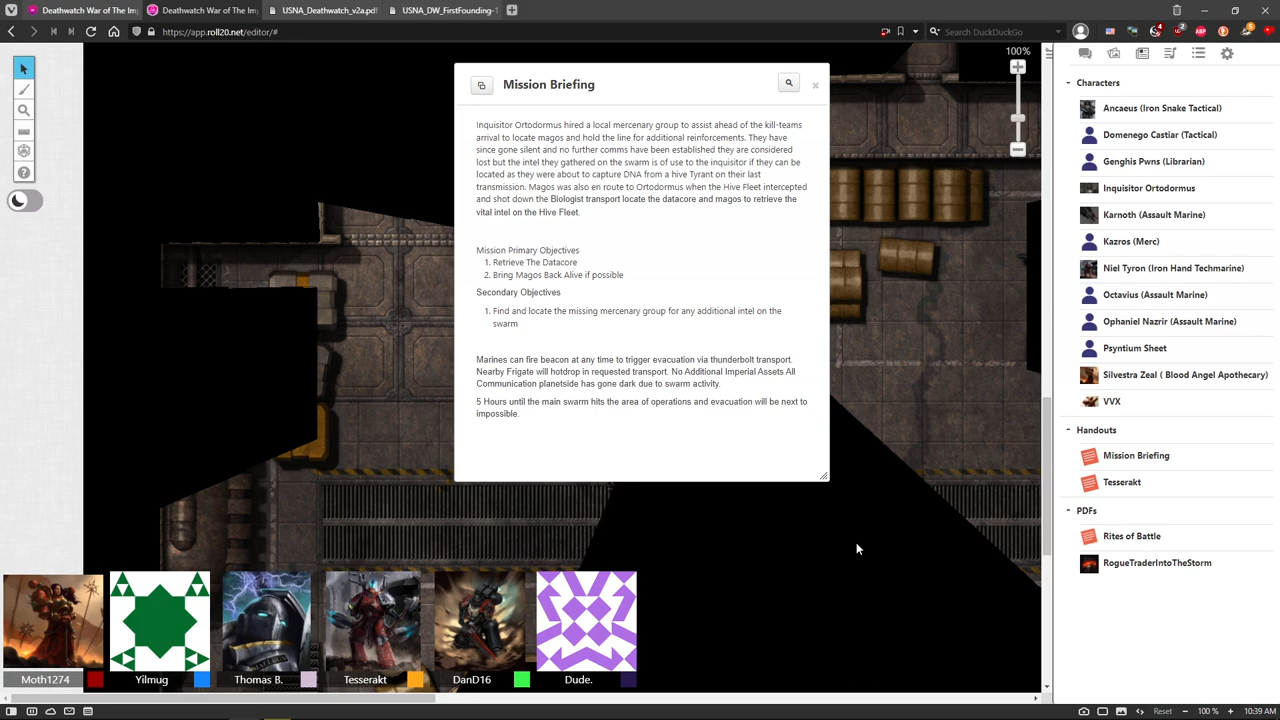 Deathwatch War of The Im
Deathwatch War of The Im
USNA_Deathwatch_v2a.pd
USNA_DW_FirstFounding-1
https://app.roll20.net/editor/#
Search DuckDuckGo
100%
Mission Briefing
Inquisitor Ortodormus hired a local mercenary group to assist ahead of the kill-teams
arrival to locate magos and hold the line for additional reinforcements. They have
since gone silent and no further comms have been established they are considered
lost but the intel they gathered on the swarm is of use to the inquisitor if they can be
located as they were about to capture DNA from a hive Tyrant on their last
transmission. Magos was also en route to Ortodormus when the Hive Fleet intercepted
and shot down the Biologist transport locate the datacore and magos to retrieve the
vital intel on the Hive Fleet.
Mission Primary Objectives
1. Retrieve The Datacore
2. Bring Magos Back Alive if possible
Secondary Objectives
1. Find and locate the missing mercenary group for any additional intel on the
swarm
Marines can fire beacon at any time to trigger evacuation via thunderbolt transport.
Nearby Frigate will hotdrop in requested transport. No Additional Imperial Assets All
Communication planetside has gone dark due to swarm activity.
5 Hours until the main swarm hits the area of operations and evacuation will be next to
impossible.
Characters
Ancaeus (Iron Snake Tactical)
Domenego Castiar (Tactical)
Genghis Pwns (Librarian)
Inquisitor Ortodormus
Karnoth (Assault Marine)
Kazros (Merc)
Niel Tyron (Iron Hand Techmarine)
Octavius (Assault Marine)
Ophaniel Nazrir (Assault Marine)
Psyntium Sheet
Silvestra Zeal ( Blood Angel Apothecary)
VVX
Handouts
Mission Briefing
Tesserakt
PDFs
Rites of Battle
RogueTraderIntoTheStorm
Moth1274
Yilmug
Thomas B.
Tesserakt
DanD16
Dude.
Reset
100 %
10:39 AM